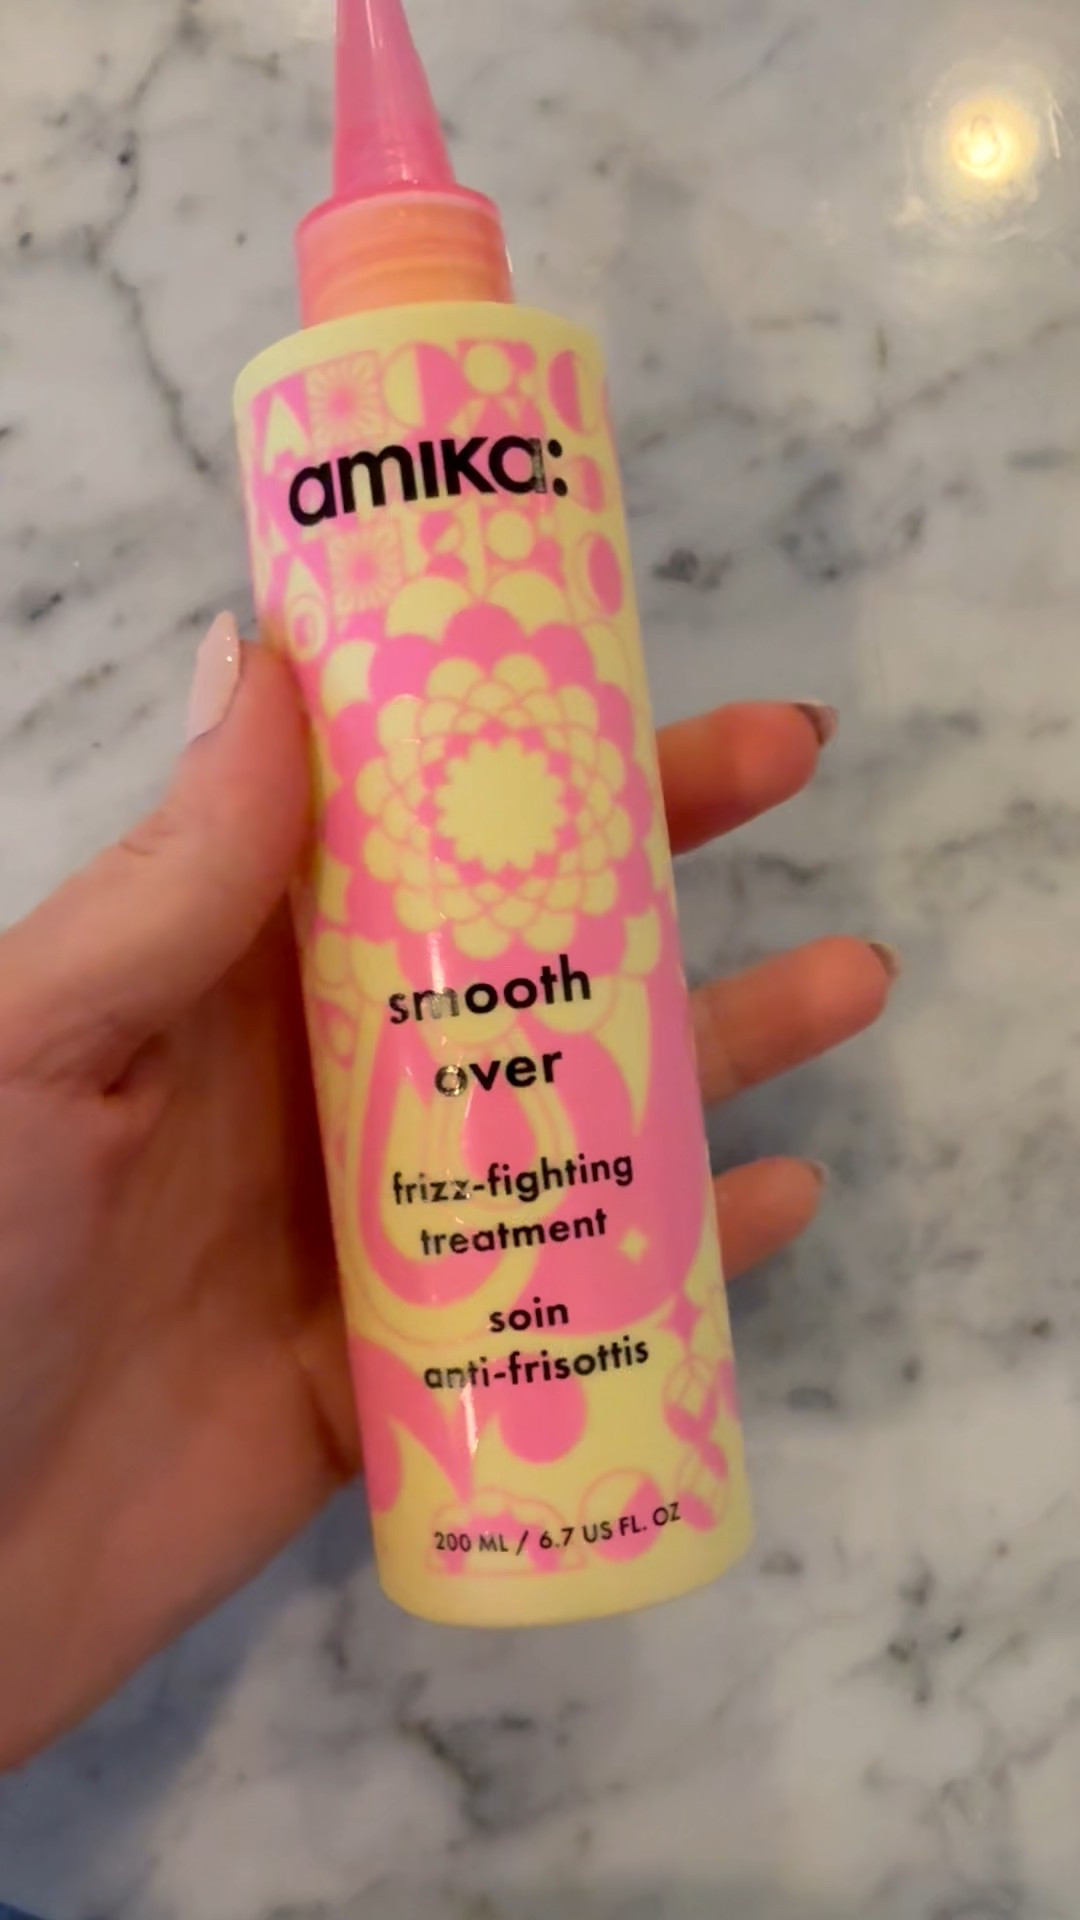 amika:
smooth
over
frizz-fighting
treatment
soin
anti-frisottis
200 ML / 6.7 US FL. OZ